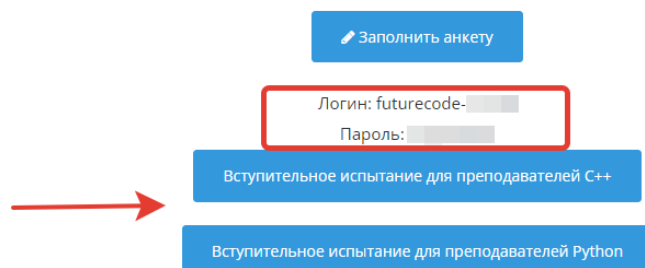 Заполнить анкету
Логин: futurecode-
Пароль:
Вступительное испытание для преподавателей C++
Вступительное испытание для преподавателей Python